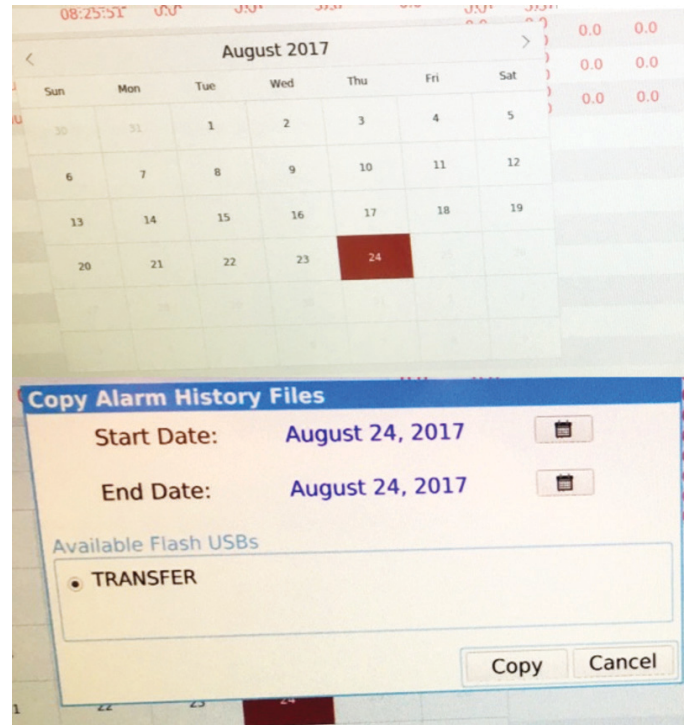 08:25:51
August 2017
0.0 0.0
0.0 0.0
Sun Mon Tue Wed Thu Fri Sat
0.0 0.0
30 31 1 2 3 4 5
6 7 8 9 10 11 12
13 14 15 16 17 18 19
20 21 22 23 24
Copy Alarm History Files
Start Date: August 24, 2017
End Date: August 24, 2017
Available Flash USBs
TRANSFER
Copy Cancel
22 23 24